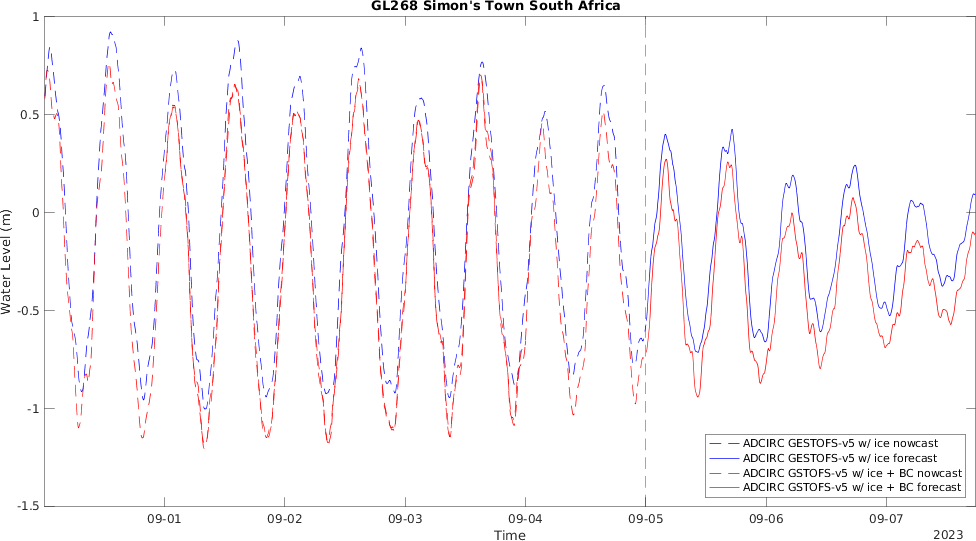 GL268 Simon's Town South Africa
Water Level (m)
1
0.5
0
-0.5
-1
-1.5
09-01
09-02
09-03
09-04
09-05
09-06
09-07
Time
2023
ADCIRC GESTOFS-v5 w/ ice nowcast
ADCIRC GESTOFS-v5 w/ ice forecast
ADCIRC GSTOFS-v5 w/ ice + BC nowcast
ADCIRC GSTOFS-v5 w/ ice + BC forecast